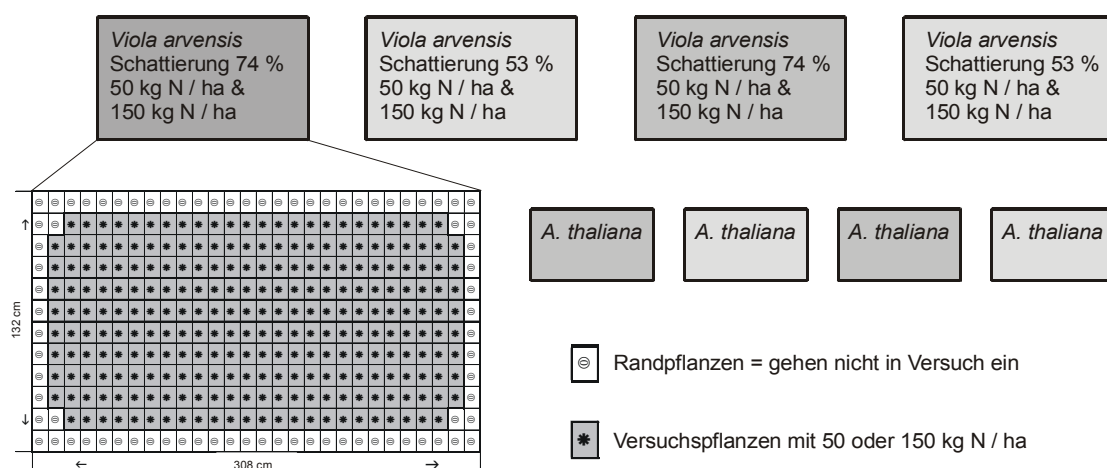 Viola arvensis
Schattierung 74 %
50 kg N / ha &
150 kg N / ha
Viola arvensis
Schattierung 53 %
50 kg N / ha &
150 kg N / ha
Viola arvensis
Schattierung 74 %
50 kg N / ha &
150 kg N / ha
Viola arvensis
Schattierung 53 %
50 kg N / ha &
150 kg N / ha
132 cm
308 cm
A. thaliana
A. thaliana
A. thaliana
A. thaliana
Randpflanzen = gehen nicht in Versuch ein
Versuchspflanzen mit 50 oder 150 kg N / ha